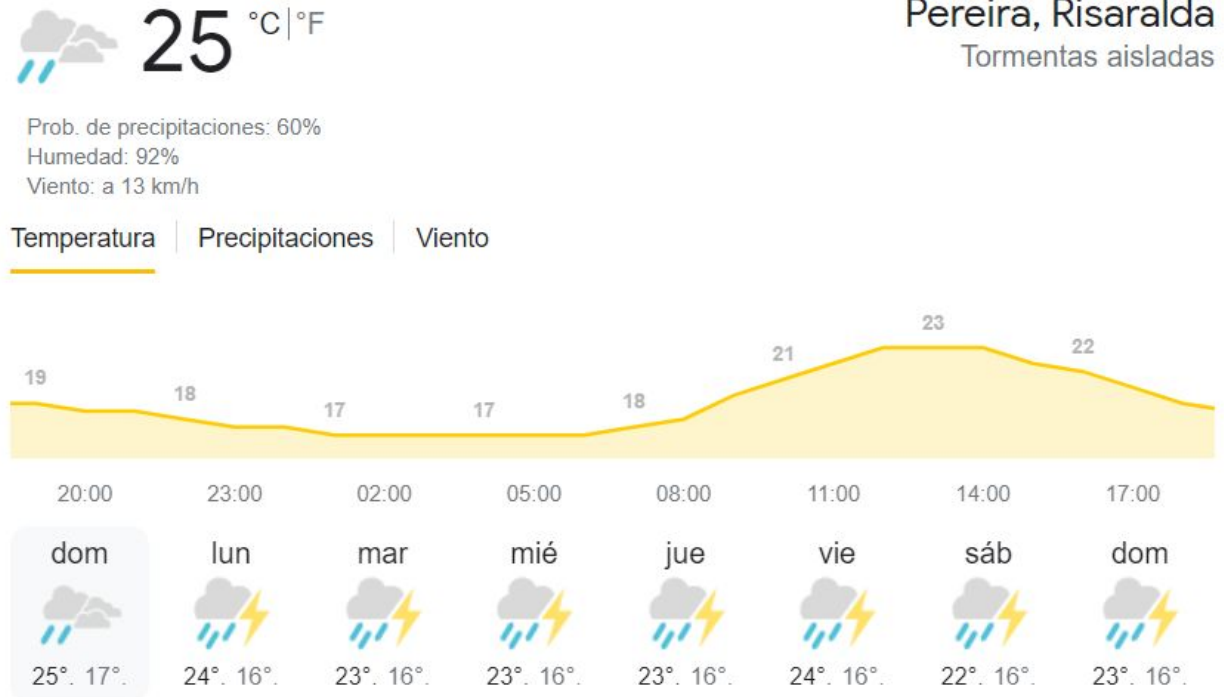 25 °C|°F
Pereira, Risaralda
Tormentas aisladas
Prob. de precipitaciones: 60%
Humedad: 92%
Viento: a 13 km/h
Temperatura | Precipitaciones | Viento
19 18 17 17 18 21 23 22
20:00 23:00 02:00 05:00 08:00 11:00 14:00 17:00
dom lun mar mié jue vie sáb dom
25°. 17°. 24°. 16°. 23°. 16°. 23°. 16°. 23°. 16°. 24°. 16°. 22°. 16°. 23°. 16°.